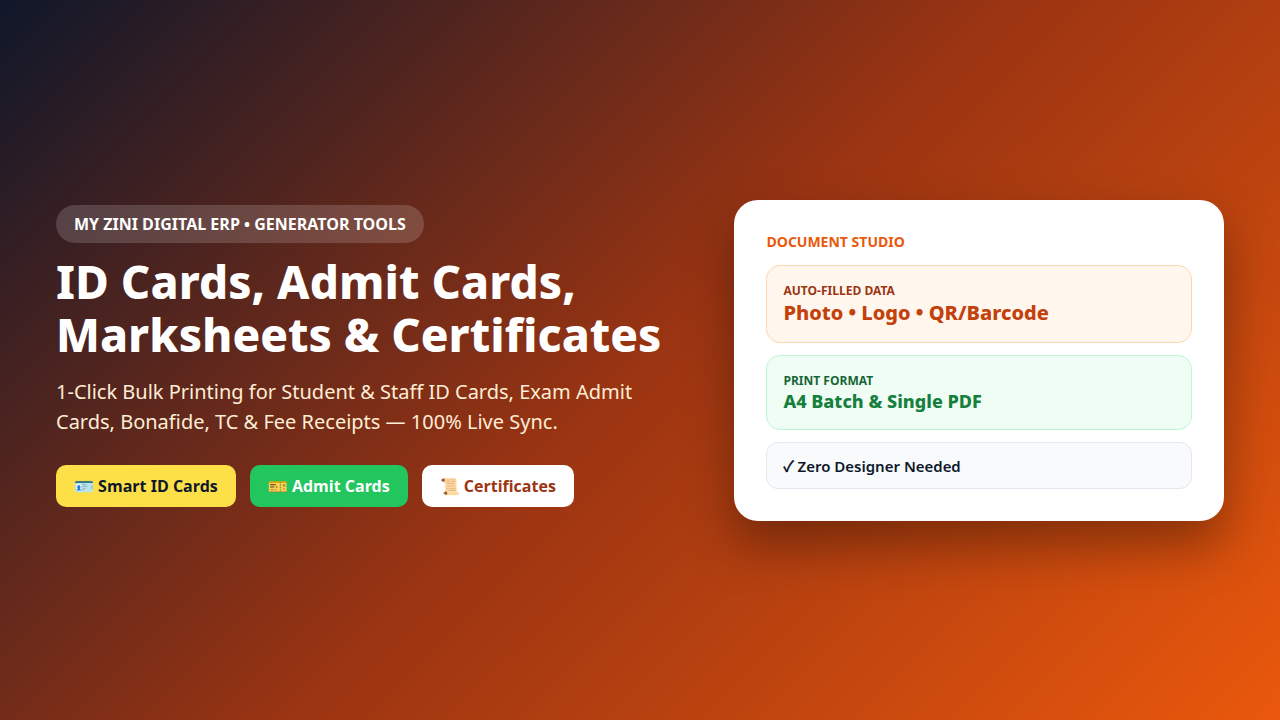 MY ZINI DIGITAL ERP • GENERATOR TOOLS
ID Cards, Admit Cards,
Marksheets & Certificates
1-Click Bulk Printing for Student & Staff ID Cards, Exam Admit
Cards, Bonafide, TC & Fee Receipts — 100% Live Sync.
🪪 Smart ID Cards
🎫 Admit Cards
📜 Certificates
DOCUMENT STUDIO
AUTO-FILLED DATA
Photo • Logo • QR/Barcode
PRINT FORMAT
A4 Batch & Single PDF
✓ Zero Designer Needed